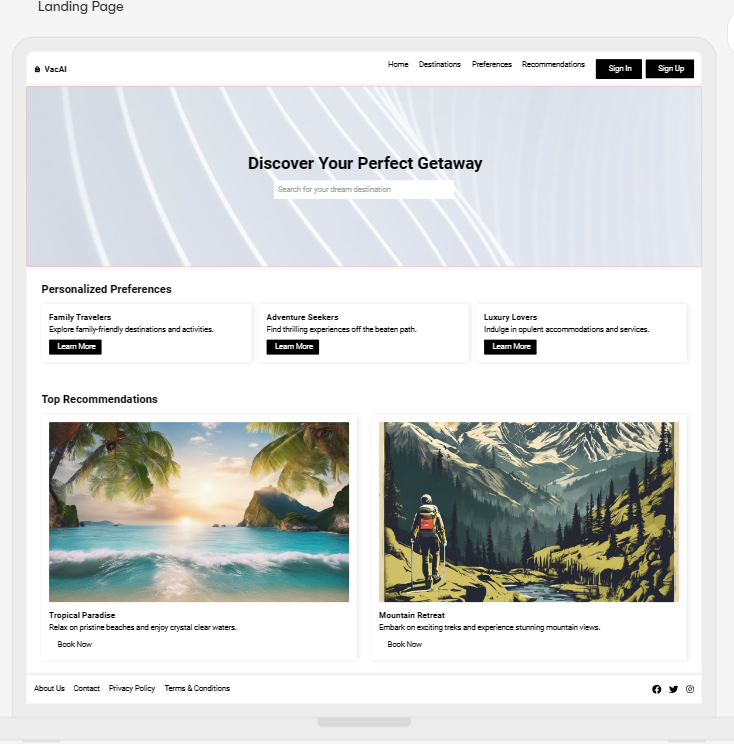 Landing Page
VacAI
Home Destinations Preferences Recommendations Sign In Sign Up
Discover Your Perfect Getaway
Search for your dream destination
Personalized Preferences
Family Travelers
Explore family-friendly destinations and activities.
Learn More
Adventure Seekers
Find thrilling experiences off the beaten path.
Learn More
Luxury Lovers
Indulge in opulent accommodations and services.
Learn More
Top Recommendations
Tropical Paradise
Relax on pristine beaches and enjoy crystal clear waters.
Book Now
Mountain Retreat
Embark on exciting treks and experience stunning mountain views.
Book Now
About Us Contact Privacy Policy Terms & Conditions